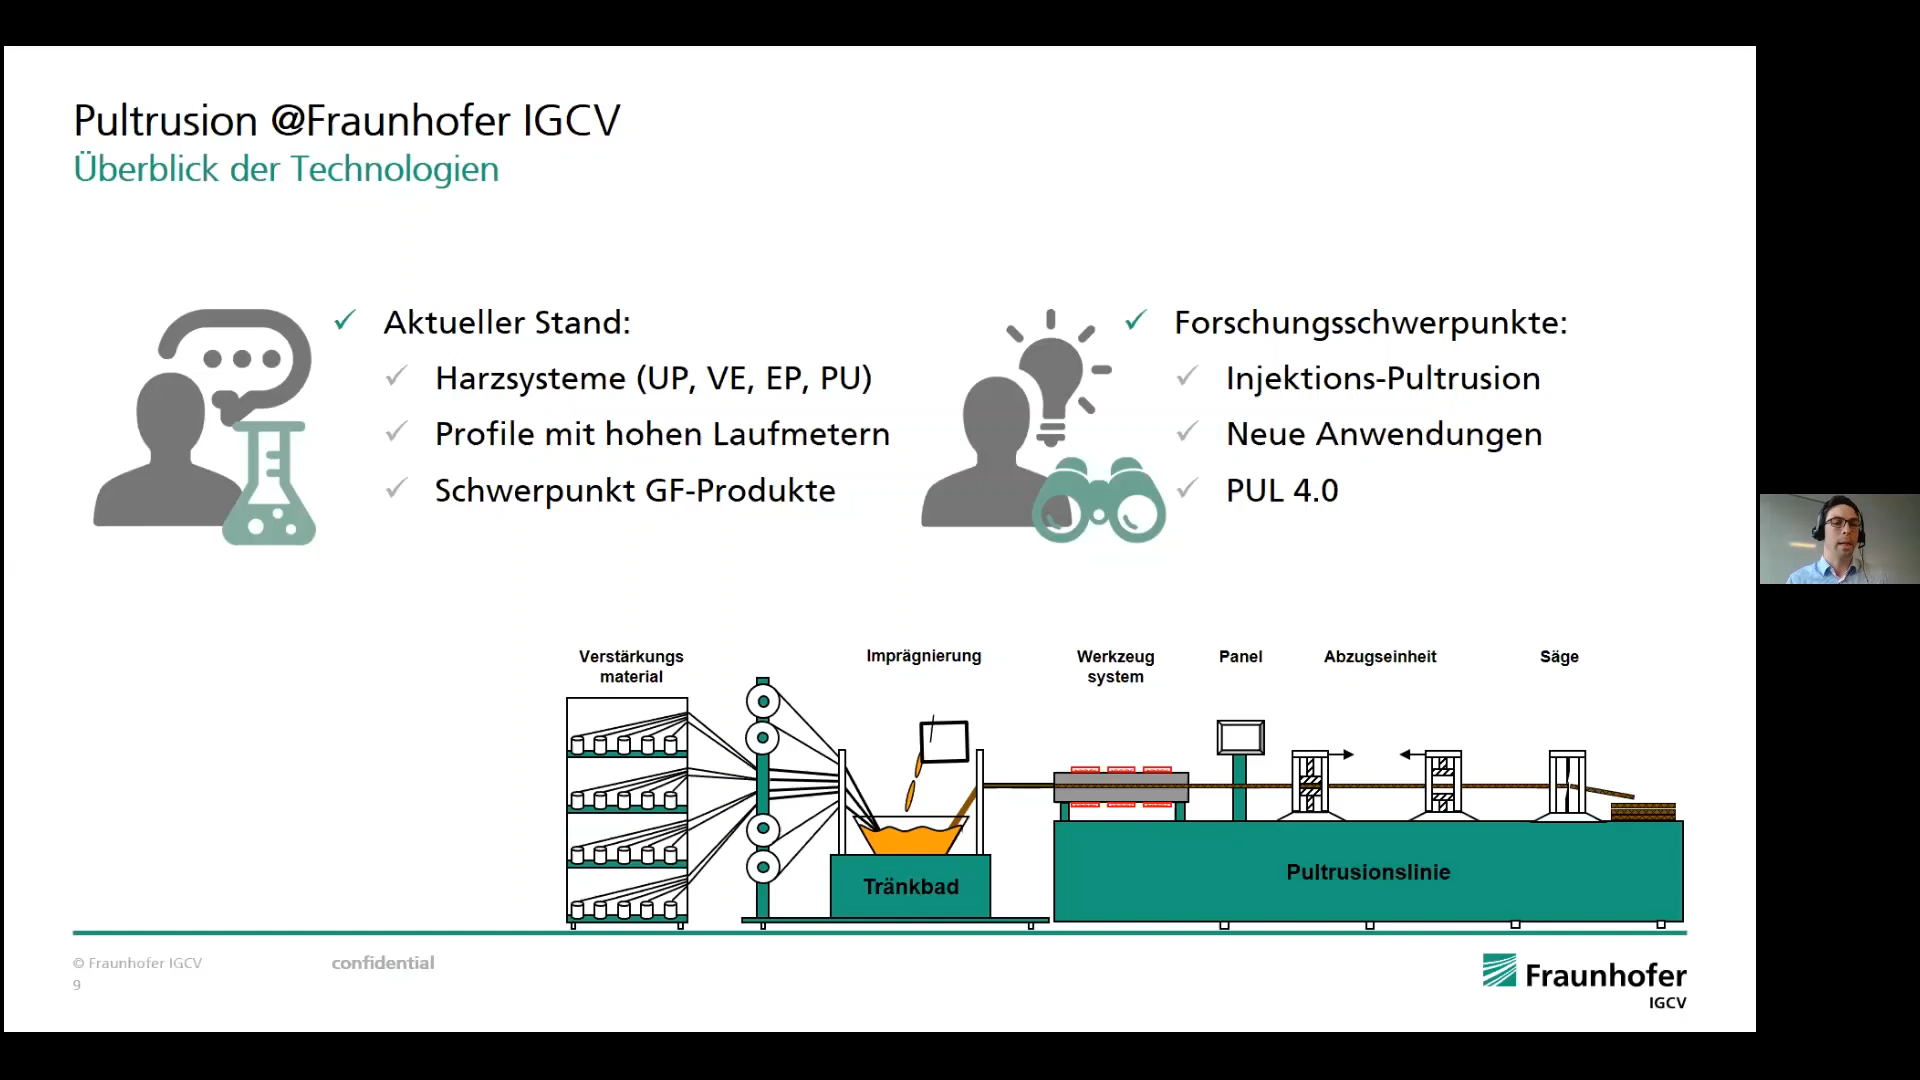 Pultrusion @Fraunhofer IGCV
Überblick der Technologien
Aktueller Stand:
Harzsysteme (UP, VE, EP, PU)
Profile mit hohen Laufmetern
Schwerpunkt GF-Produkte
Forschungsschwerpunkte:
Injektions-Pultrusion
Neue Anwendungen
PUL 4.0
Verstärkungs
material
Imprägnierung
Werkzeug
system
Panel
Abzugseinheit
Säge
Tränkbad
Pultrusionslinie
© Fraunhofer IGCV
confidential
9
Fraunhofer
IGCV